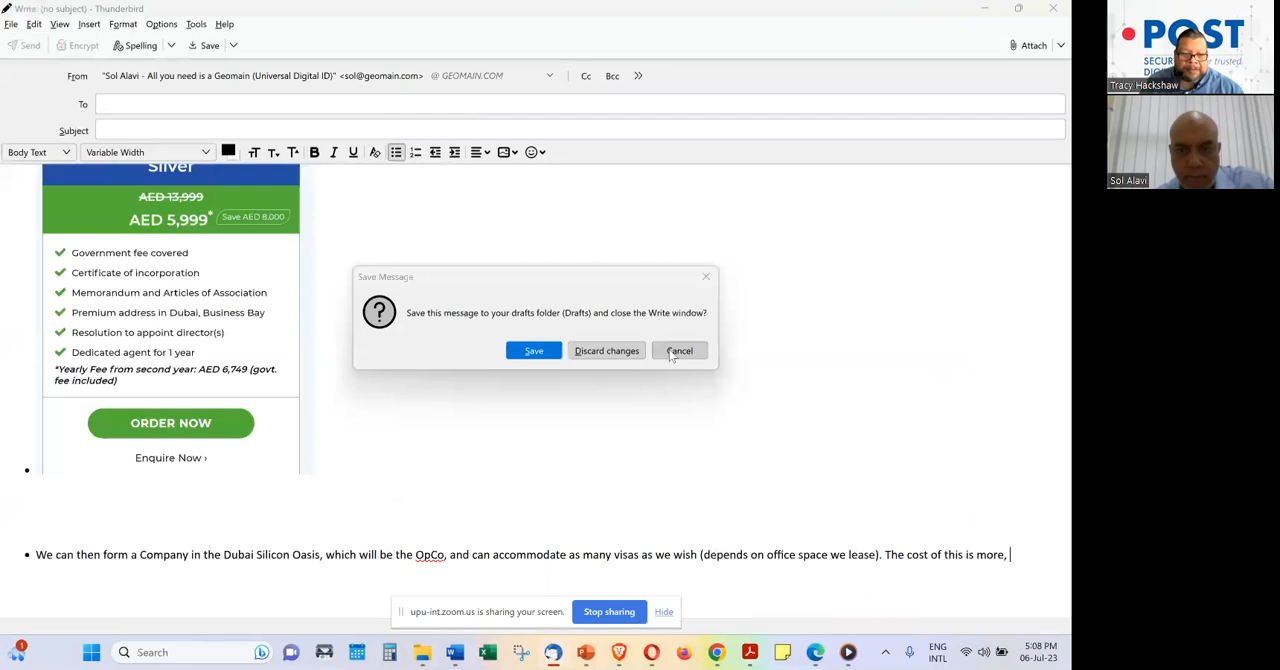 Write: (no subject) - Thunderbird
File Edit View Insert Format Options Tools Help
Send Encrypt Spelling Save Attach
From "Sol Alavi - All you need is a Geomain (Universal Digital ID)" <sol@geomain.com> @ GEOMAIN.COM Cc Bcc
To
Subject
Body Text Variable Width
Silver
AED 13,999
AED 5,999* Save AED 8,000
Government fee covered
Certificate of incorporation
Memorandum and Articles of Association
Premium address in Dubai, Business Bay
Resolution to appoint director(s)
Dedicated agent for 1 year
*Yearly Fee from second year: AED 6,749 (govt.
fee included)
ORDER NOW
Enquire Now ›
Save Message
Save this message to your drafts folder (Drafts) and close the Write window?
Save Discard changes Cancel
• We can then form a Company in the Dubai Silicon Oasis, which will be the OpCo, and can accommodate as many visas as we wish (depends on office space we lease). The cost of this is more,
upu-int.zoom.us is sharing your screen. Stop sharing Hide
Search
ENG
INTL
5:08 PM
06-Jul-23
POST
Tracy Hackshaw
Sol Alavi